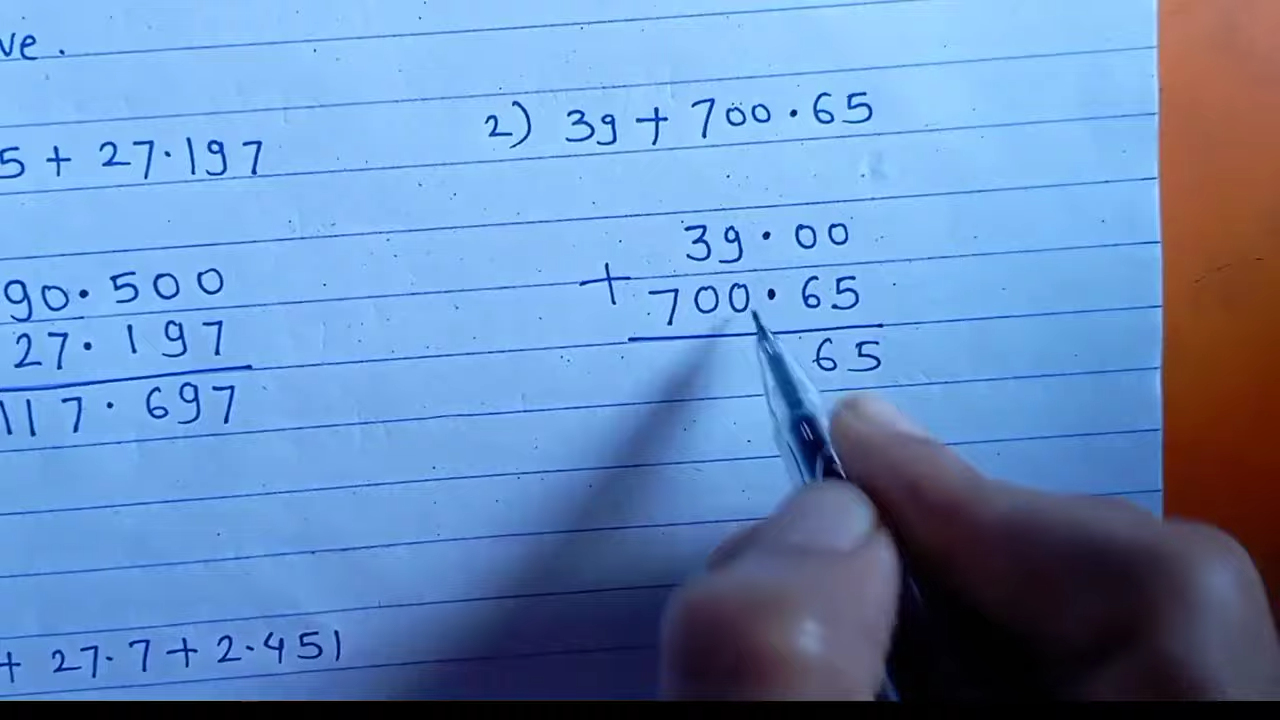 ve.
5 + 27.197
90.500
27.197
117.697
2) 39 + 700.65
39.00
+ 700.65
65
+ 27.7 + 2.451